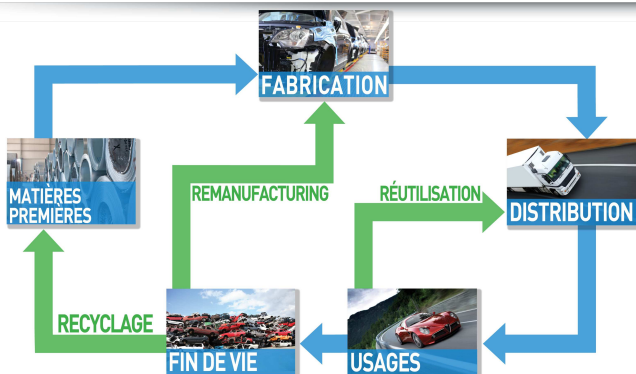 FABRICATION
MATIÈRES
PREMIÈRES
REMANUFACTURING
RÉUTILISATION
DISTRIBUTION
RECYCLAGE
FIN DE VIE
USAGES